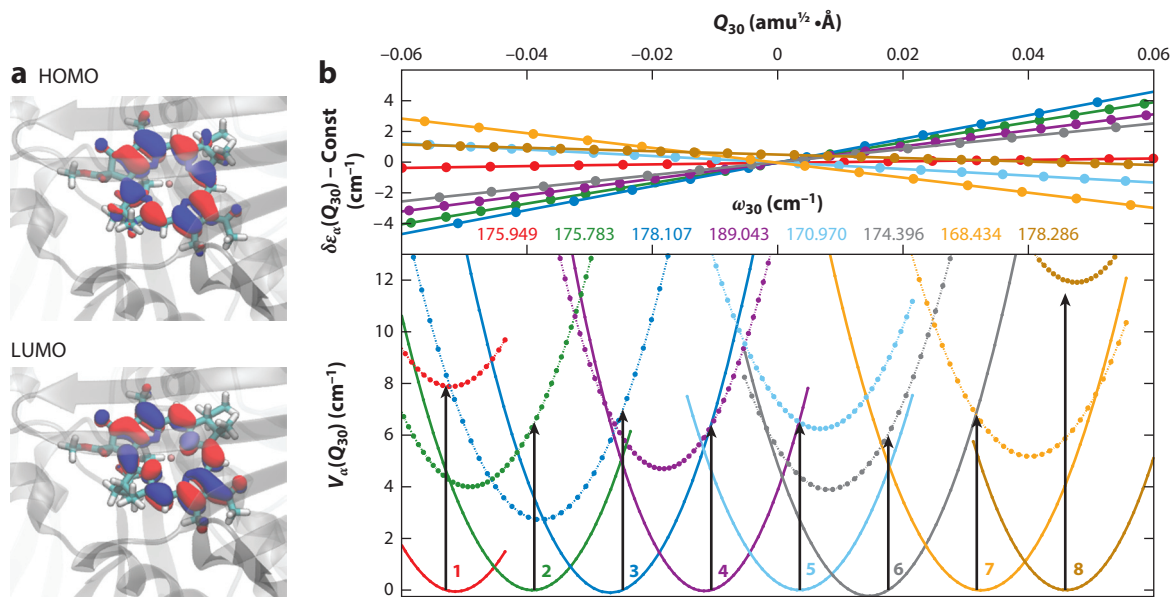 a HOMO
LUMO
b
Q30 (amu½ •Å)
−0.06 −0.04 −0.02 0 0.02 0.04 0.06
δεα(Q30) – Const
(cm−1)
4
2
0
−2
−4
ω30 (cm−1)
175.949 175.783 178.107 189.043 170.970 174.396 168.434 178.286
Vα(Q30) (cm−1)
12
10
8
6
4
2
0
1 2 3 4 5 6 7 8